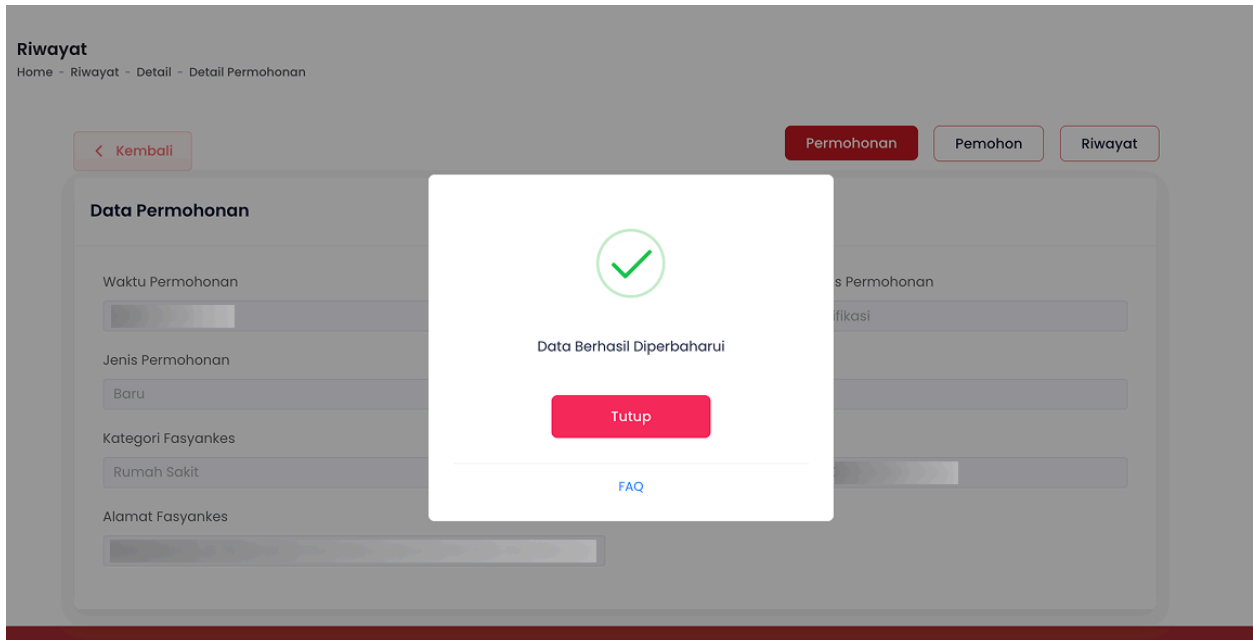 Riwayat
Home - Riwayat - Detail - Detail Permohonan
Kembali
Permohonan
Pemohon
Riwayat
Data Permohonan
Waktu Permohonan
Permohonan
Jenis Permohonan
Baru
Kategori Fasyankes
Rumah Sakit
Alamat Fasyankes
Data Berhasil Diperbaharui
Tutup
FAQ